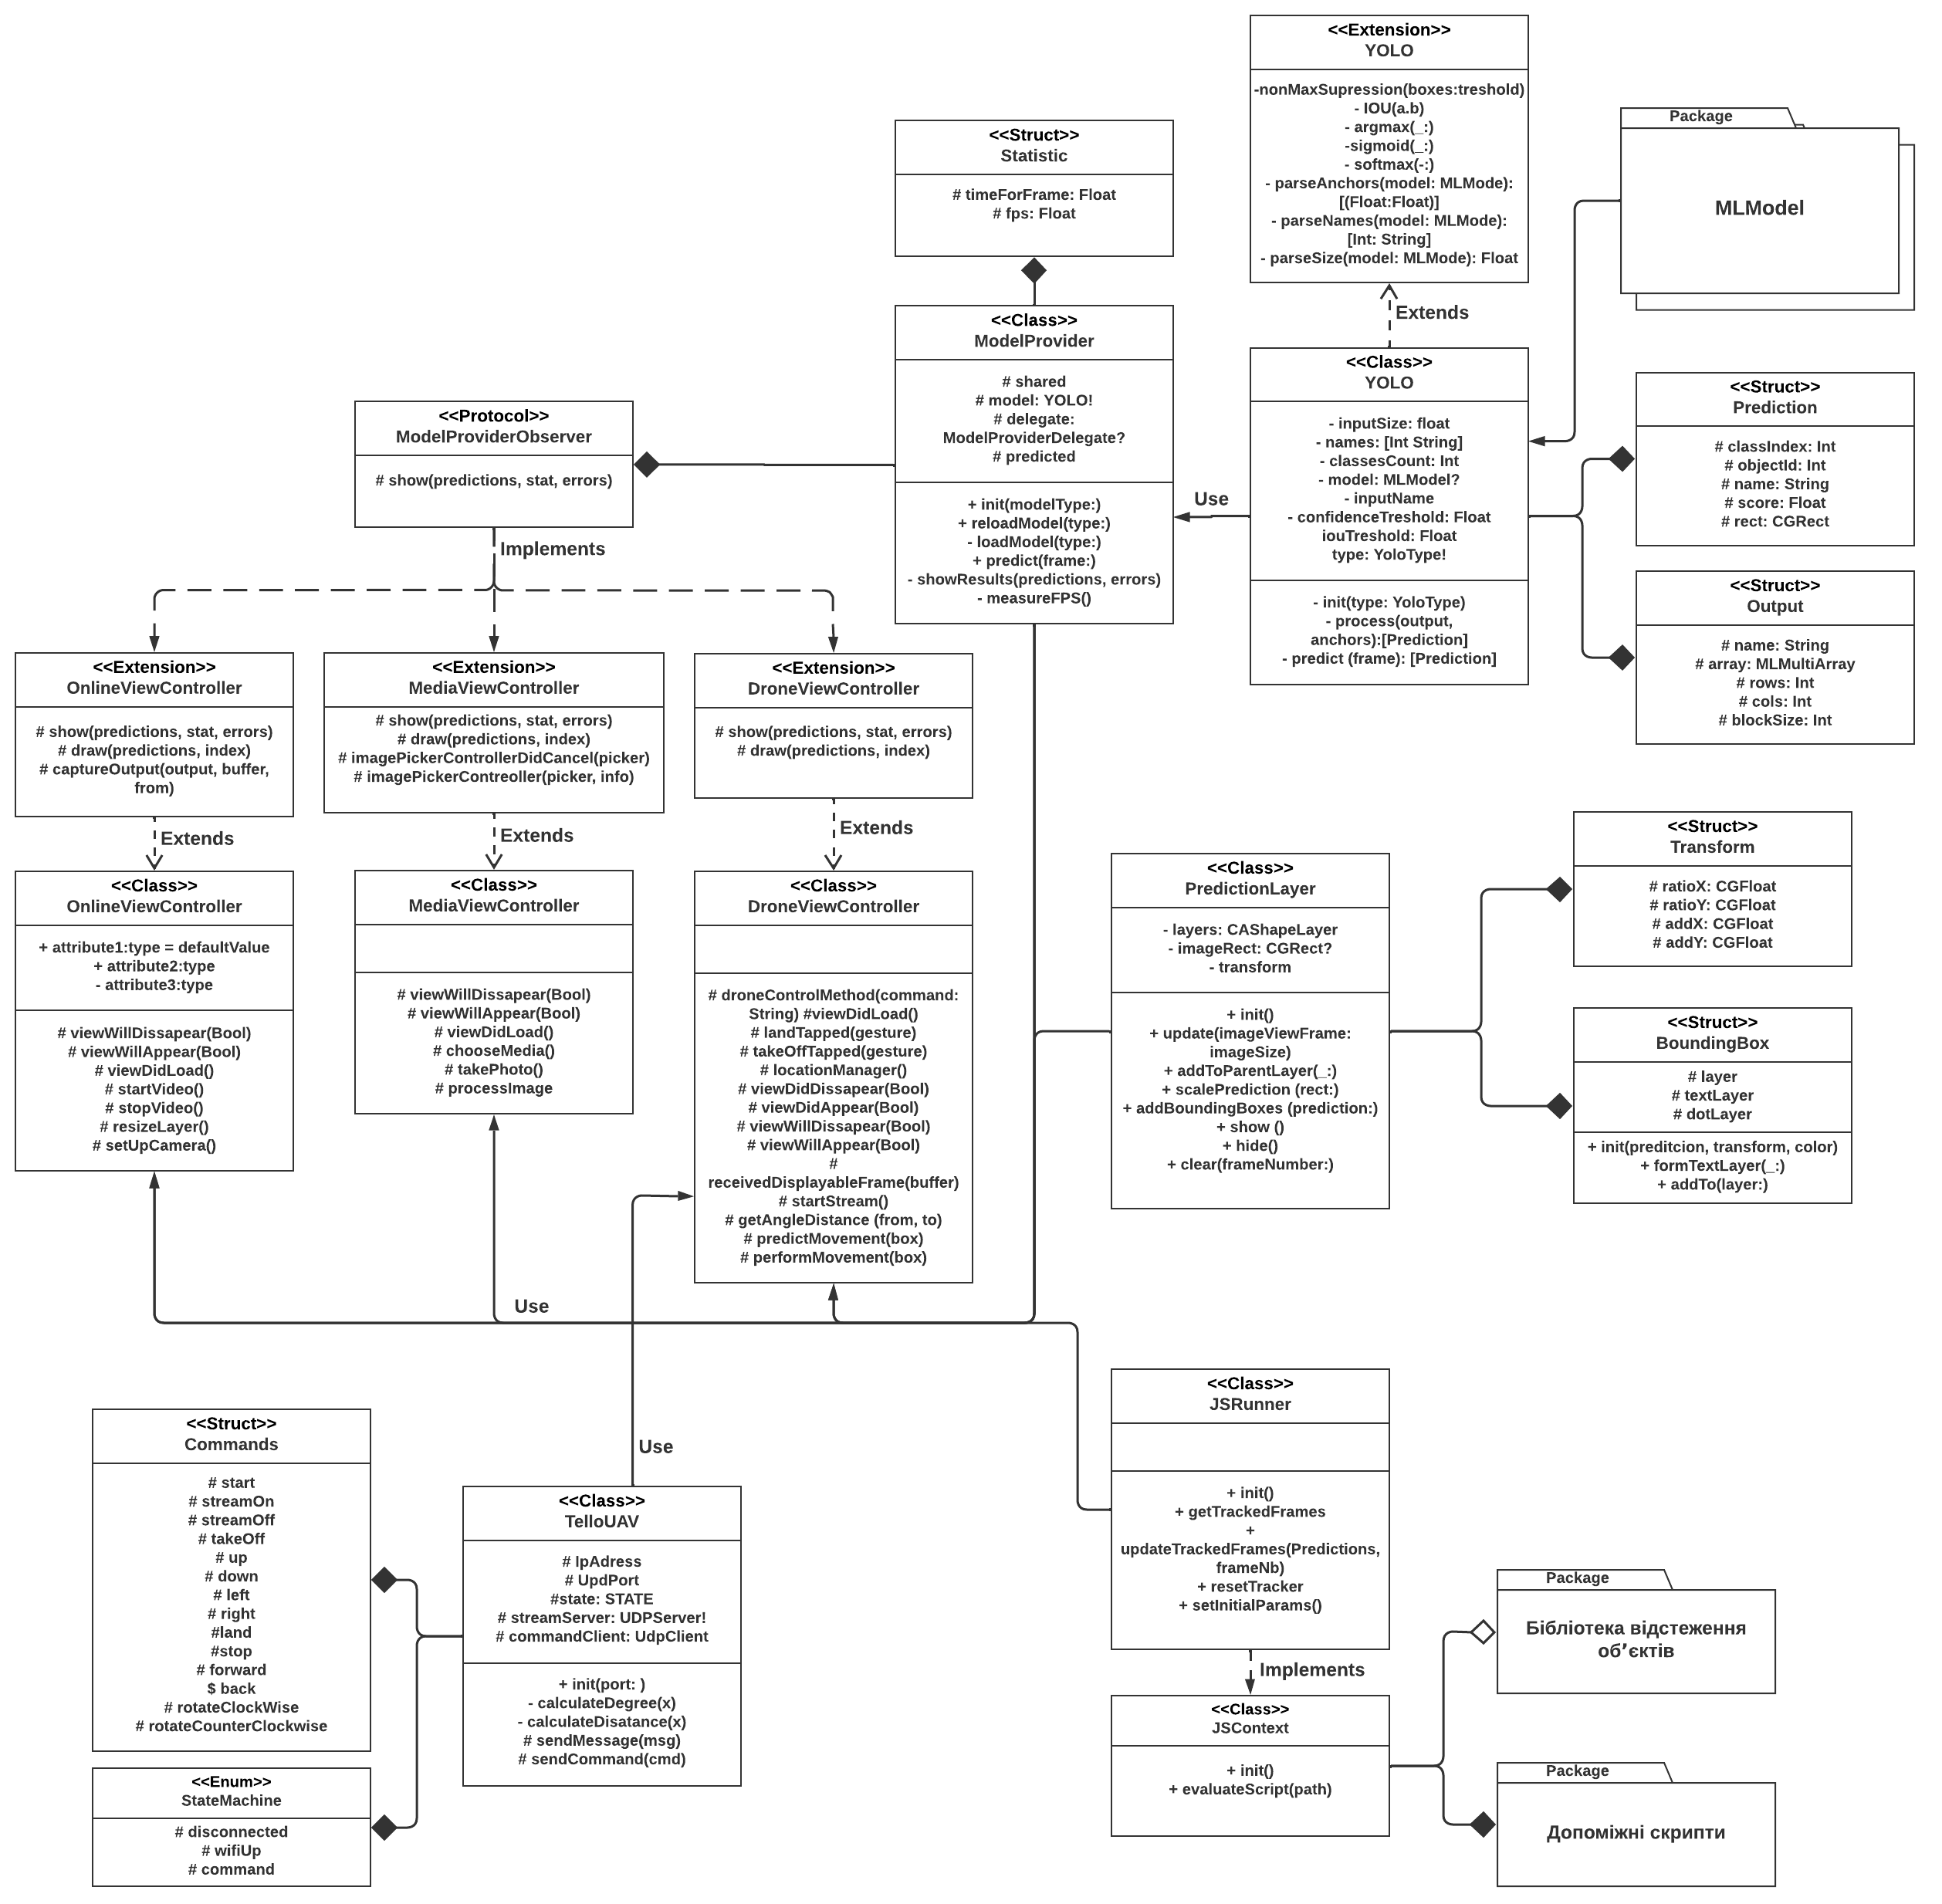 <<Extension>>
YOLO
-nonMaxSupression(boxes:treshold)
- IOU(a.b)
- argmax(_:)
-sigmoid(_:)
- softmax(-:)
- parseAnchors(model: MLMode):
[(Float:Float)]
- parseNames(model: MLMode):
[Int: String]
- parseSize(model: MLMode): Float
Package
MLModel
<<Struct>>
Statistic
# timeForFrame: Float
# fps: Float
Extends
<<Class>>
ModelProvider
# shared
# model: YOLO!
# delegate:
ModelProviderDelegate?
# predicted
+ init(modelType:)
+ reloadModel(type:)
- loadModel(type:)
+ predict(frame:)
- showResults(predictions, errors)
- measureFPS()
Use
<<Class>>
YOLO
- inputSize: float
- names: [Int String]
- classesCount: Int
- model: MLModel?
- inputName
- confidenceTreshold: Float
iouTreshold: Float
type: YoloType!
- init(type: YoloType)
- process(output,
anchors):[Prediction]
- predict (frame): [Prediction]
<<Struct>>
Prediction
# classIndex: Int
# objectId: Int
# name: String
# score: Float
# rect: CGRect
<<Struct>>
Output
# name: String
# array: MLMultiArray
# rows: Int
# cols: Int
# blockSize: Int
<<Protocol>>
ModelProviderObserver
# show(predictions, stat, errors)
Implements
<<Extension>>
OnlineViewController
# show(predictions, stat, errors)
# draw(predictions, index)
# captureOutput(output, buffer,
from)
<<Extension>>
MediaViewController
# show(predictions, stat, errors)
# draw(predictions, index)
# imagePickerControllerDidCancel(picker)
# imagePickerContreoller(picker, info)
<<Extension>>
DroneViewController
# show(predictions, stat, errors)
# draw(predictions, index)
Extends
Extends
Extends
<<Class>>
OnlineViewController
+ attribute1:type = defaultValue
+ attribute2:type
- attribute3:type
# viewWillDissapear(Bool)
# viewWillAppear(Bool)
# viewDidLoad()
# startVideo()
# stopVideo()
# resizeLayer()
# setUpCamera()
<<Class>>
MediaViewController
# viewWillDissapear(Bool)
# viewWillAppear(Bool)
# viewDidLoad()
# chooseMedia()
# takePhoto()
# processImage
<<Class>>
DroneViewController
# droneControlMethod(command:
String) #viewDidLoad()
# landTapped(gesture)
# takeOffTapped(gesture)
# locationManager()
# viewDidDissapear(Bool)
# viewDidAppear(Bool)
# viewWillDissapear(Bool)
# viewWillAppear(Bool)
#
receivedDisplayableFrame(buffer)
# startStream()
# getAngleDistance (from, to)
# predictMovement(box)
# performMovement(box)
<<Class>>
PredictionLayer
- layers: CAShapeLayer
- imageRect: CGRect?
- transform
+ init()
+ update(imageViewFrame:
imageSize)
+ addToParentLayer(_:)
+ scalePrediction (rect:)
+ addBoundingBoxes (prediction:)
+ show ()
+ hide()
+ clear(frameNumber:)
<<Struct>>
Transform
# ratioX: CGFloat
# ratioY: CGFloat
# addX: CGFloat
# addY: CGFloat
<<Struct>>
BoundingBox
# layer
# textLayer
# dotLayer
+ init(preditcion, transform, color)
+ formTextLayer(_:)
+ addTo(layer:)
Use
<<Struct>>
Commands
# start
# streamOn
# streamOff
# takeOff
# up
# down
# left
# right
#land
#stop
# forward
$ back
# rotateClockWise
# rotateCounterClockwise
<<Enum>>
StateMachine
# disconnected
# wifiUp
# command
Use
<<Class>>
TelloUAV
# IpAdress
# UpdPort
#state: STATE
# streamServer: UDPServer!
# commandClient: UdpClient
+ init(port: )
- calculateDegree(x)
- calculateDisatance(x)
# sendMessage(msg)
# sendCommand(cmd)
<<Class>>
JSRunner
+ init()
+ getTrackedFrames
+
updateTrackedFrames(Predictions,
frameNb)
+ resetTracker
+ setInitialParams()
Implements
<<Class>>
JSContext
+ init()
+ evaluateScript(path)
Package
Бібліотека відстеження
об՚єктів
Package
Допоміжні скрипти